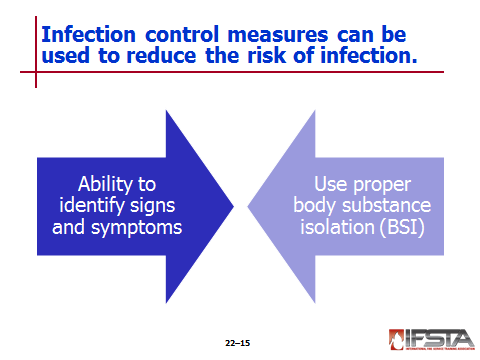 Infection control measures can be
used to reduce the risk of infection.
Ability to
identify signs
and symptoms
Use proper
body substance
isolation (BSI)
22–15
IFSTA
INTERNATIONAL FIRE SERVICE TRAINING ASSOCIATION